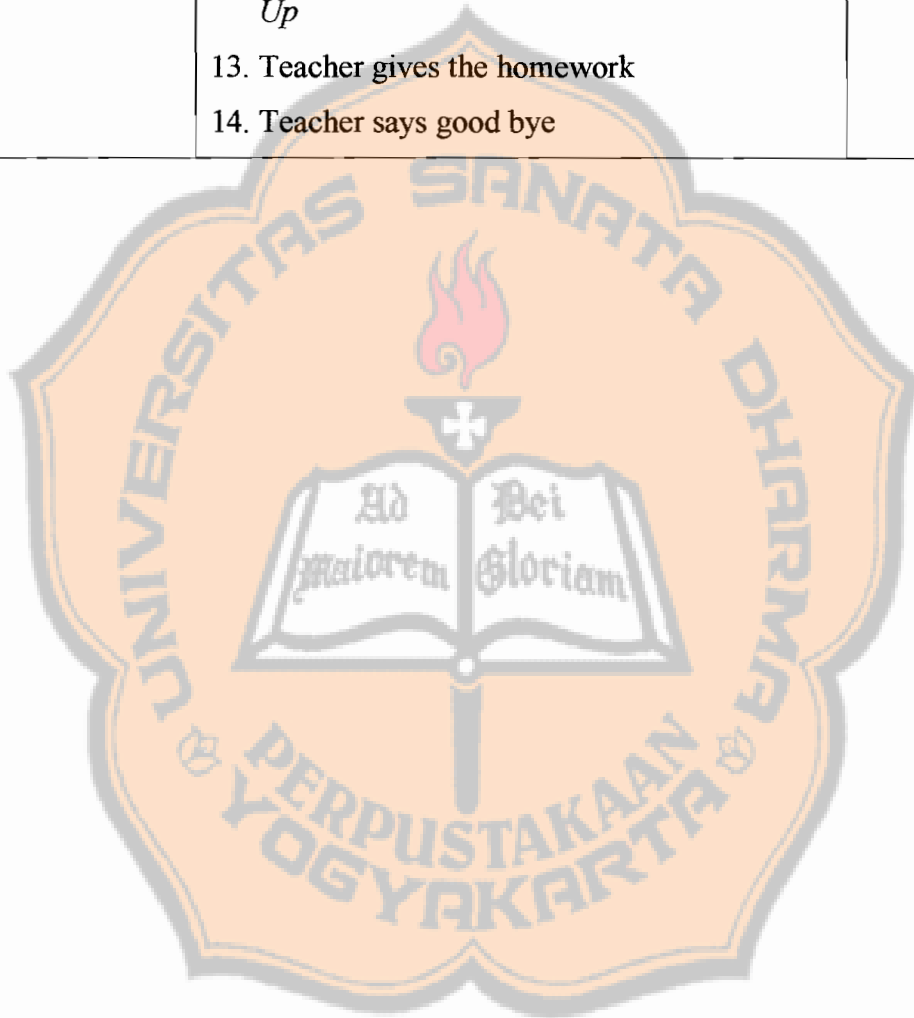 Up
13. Teacher gives the homework
14. Teacher says good bye
UNIVERSITAS SANATA DHARMA
Ad
maiorem
Dei
Gloriam
PERPUSTAKAAN
YOGYAKARTA